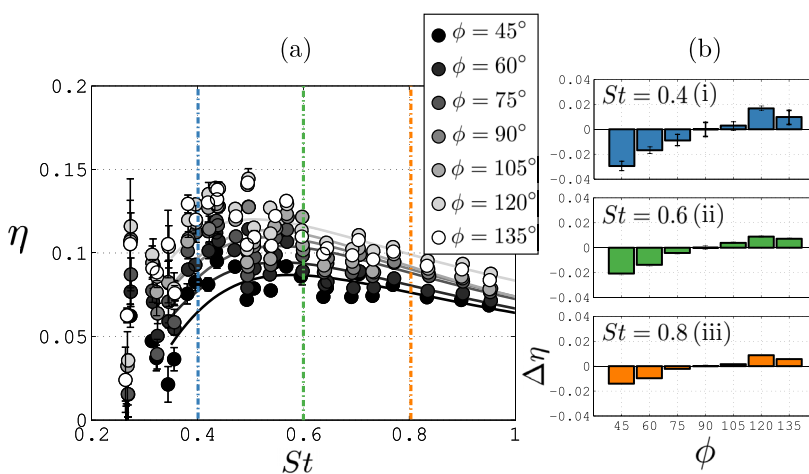 (a)
η
0.2
0.15
0.1
0.05
0
0.2
0.4
0.6
0.8
1
St
ϕ = 45°
ϕ = 60°
ϕ = 75°
ϕ = 90°
ϕ = 105°
ϕ = 120°
ϕ = 135°
(b)
0.04
0.02
0
-0.02
-0.04
St = 0.4 (i)
0.04
0.02
0
-0.02
-0.04
St = 0.6 (ii)
0.04
0.02
0
-0.02
-0.04
St = 0.8 (iii)
Δη
45 60 75 90 105 120 135
ϕ